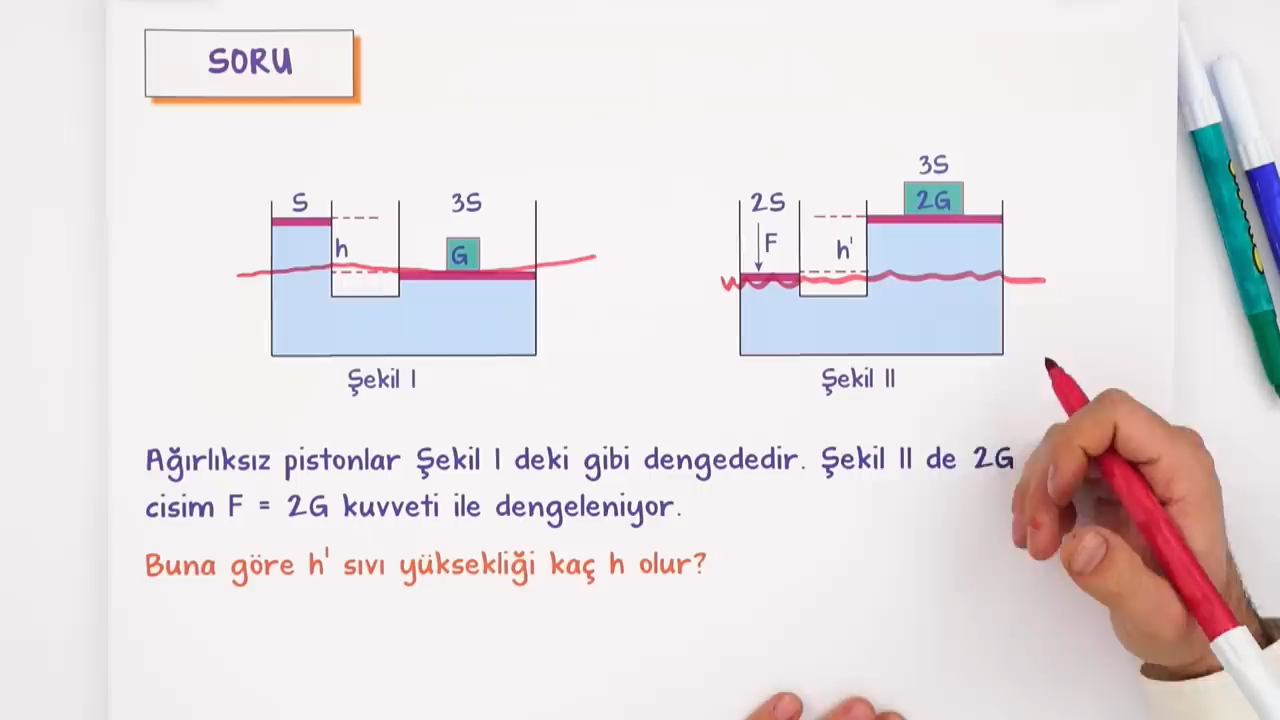 SORU
S
3S
h
G
Şekil I
3S
2S
2G
F
h'
Şekil II
Ağırlıksız pistonlar Şekil I deki gibi dengededir. Şekil II de 2G
cisim F = 2G kuvveti ile dengeleniyor.
Buna göre h' sıvı yüksekliği kaç h olur?